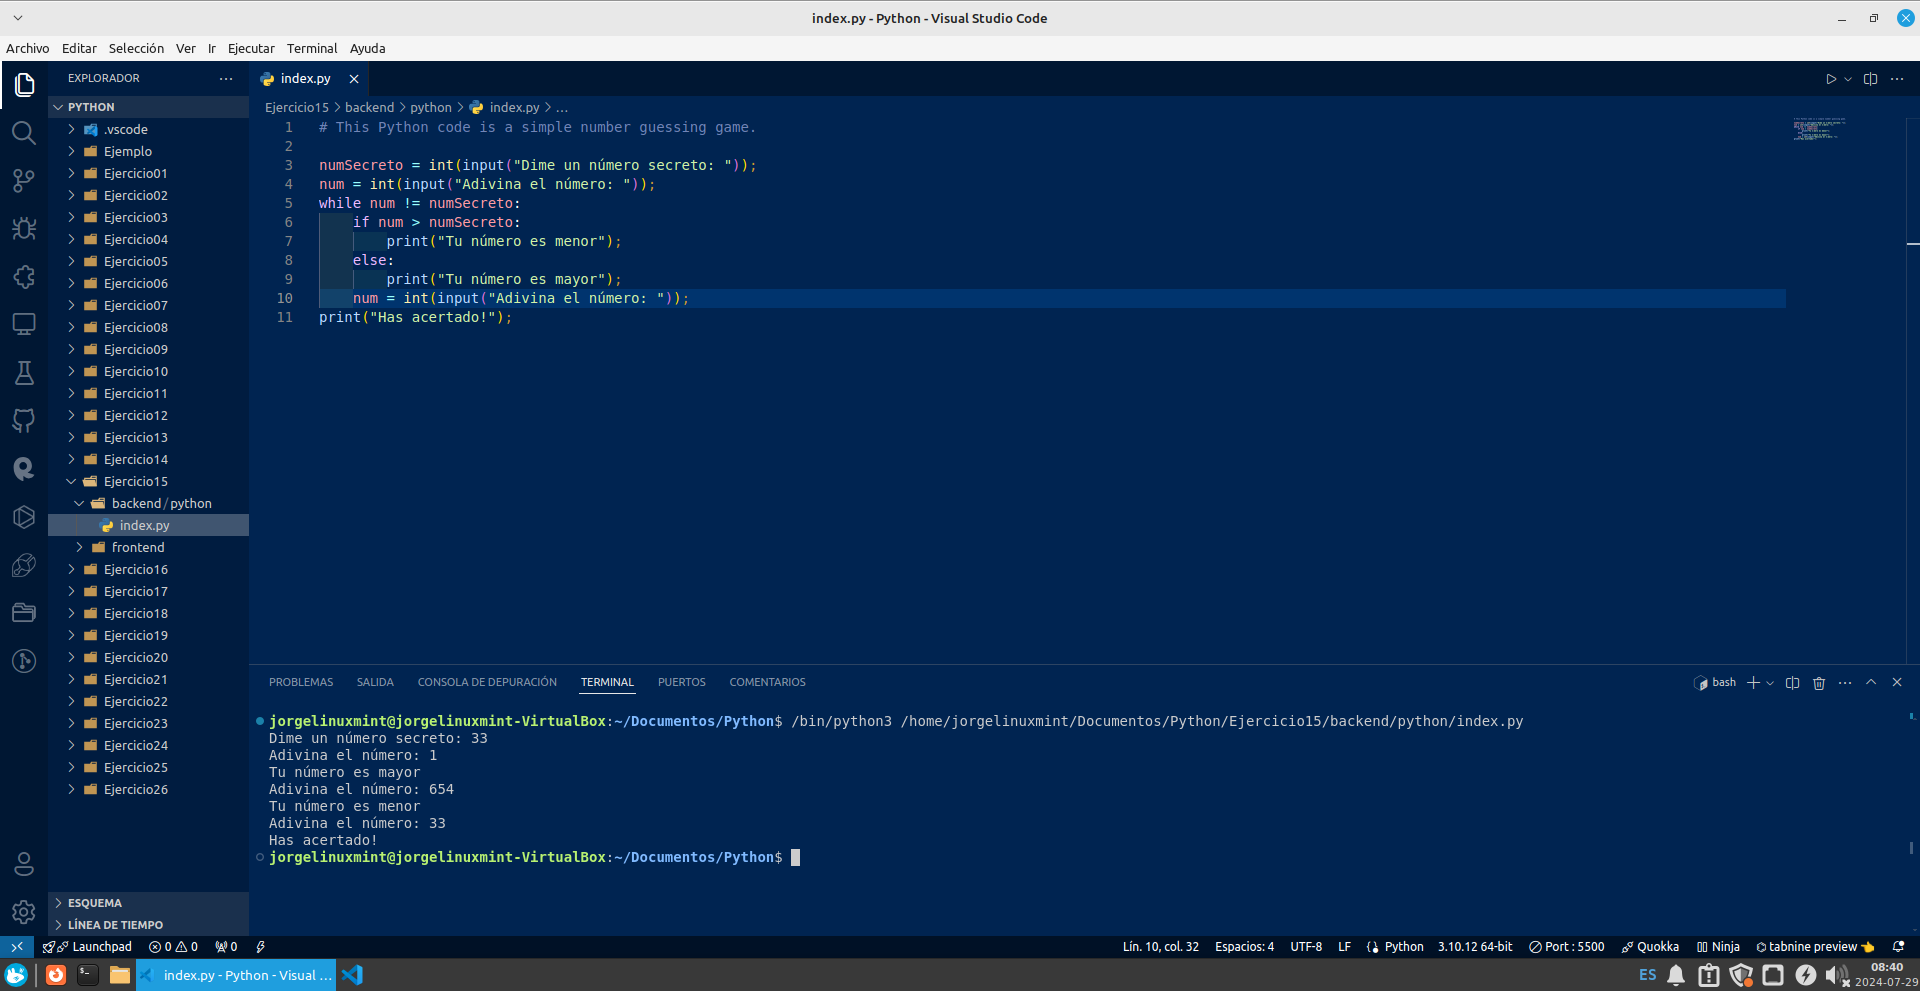 index.py - Python - Visual Studio Code
Archivo Editar Selección Ver Ir Ejecutar Terminal Ayuda
EXPLORADOR
PYTHON
.vscode
Ejemplo
Ejercicio01
Ejercicio02
Ejercicio03
Ejercicio04
Ejercicio05
Ejercicio06
Ejercicio07
Ejercicio08
Ejercicio09
Ejercicio10
Ejercicio11
Ejercicio12
Ejercicio13
Ejercicio14
Ejercicio15
backend/python
index.py
frontend
Ejercicio16
Ejercicio17
Ejercicio18
Ejercicio19
Ejercicio20
Ejercicio21
Ejercicio22
Ejercicio23
Ejercicio24
Ejercicio25
Ejercicio26
ESQUEMA
LÍNEA DE TIEMPO
index.py
Ejercicio15 > backend > python > index.py > ...
1 # This Python code is a simple number guessing game.
2
3 numSecreto = int(input("Dime un número secreto: "));
4 num = int(input("Adivina el número: "));
5 while num != numSecreto:
6     if num > numSecreto:
7         print("Tu número es menor");
8     else:
9         print("Tu número es mayor");
10     num = int(input("Adivina el número: "));
11 print("Has acertado!");
PROBLEMAS SALIDA CONSOLA DE DEPURACIÓN TERMINAL PUERTOS COMENTARIOS
bash
jorgelinuxmint@jorgelinuxmint-VirtualBox:~/Documentos/Python$ /bin/python3 /home/jorgelinuxmint/Documentos/Python/Ejercicio15/backend/python/index.py
Dime un número secreto: 33
Adivina el número: 1
Tu número es mayor
Adivina el número: 654
Tu número es menor
Adivina el número: 33
Has acertado!
jorgelinuxmint@jorgelinuxmint-VirtualBox:~/Documentos/Python$
Launchpad 0 0 0 Lín. 10, col. 32 Espacios: 4 UTF-8 LF Python 3.10.12 64-bit Port : 5500 Quokka Ninja tabnine preview
index.py - Python - Visual ... ES 08:40
2024-07-29